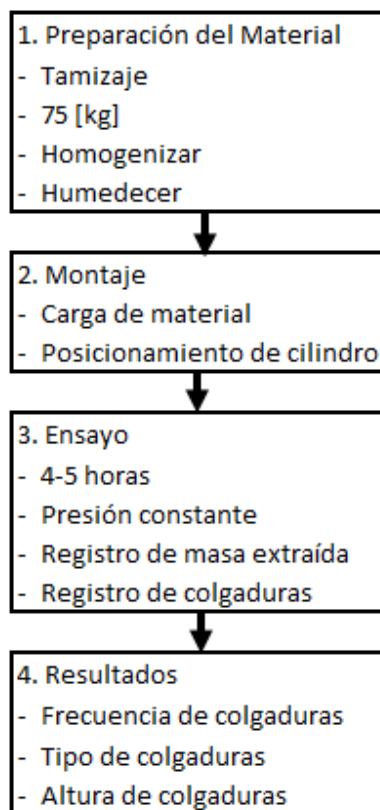 1. Preparación del Material
- Tamizaje
- 75 [kg]
- Homogenizar
- Humedecer
2. Montaje
- Carga de material
- Posicionamiento de cilindro
3. Ensayo
- 4-5 horas
- Presión constante
- Registro de masa extraída
- Registro de colgaduras
4. Resultados
- Frecuencia de colgaduras
- Tipo de colgaduras
- Altura de colgaduras